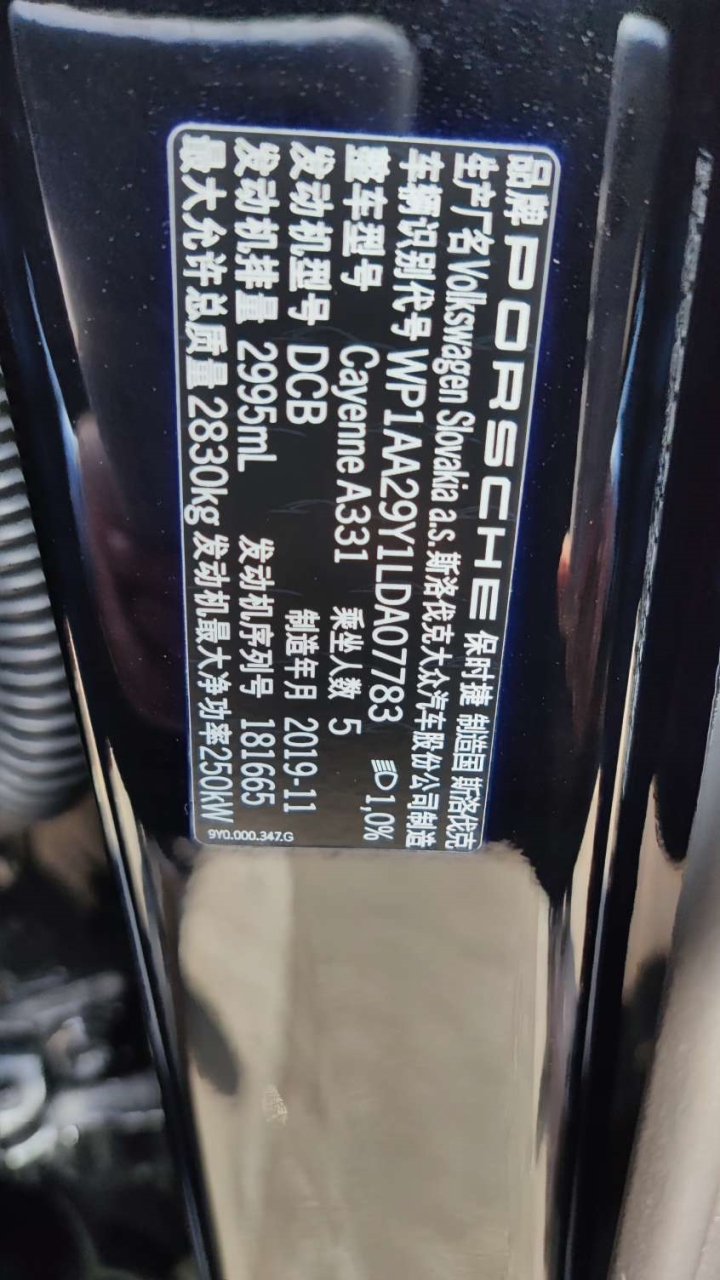 品牌 PORSCHE 保时捷 制造国 斯洛伐克
生产厂名 Volkswagen Slovakia a.s. 斯洛伐克大众汽车股份公司制造
车辆识别代号 WP1AA29Y1LDA07783 1,0%
整车型号 Cayenne A331 乘坐人数 5
发动机型号 DCB 制造年月 2019-11
发动机排量 2995mL 发动机序列号 181665
最大允许总质量 2830kg 发动机最大净功率 250kW
9Y0.000.347.G